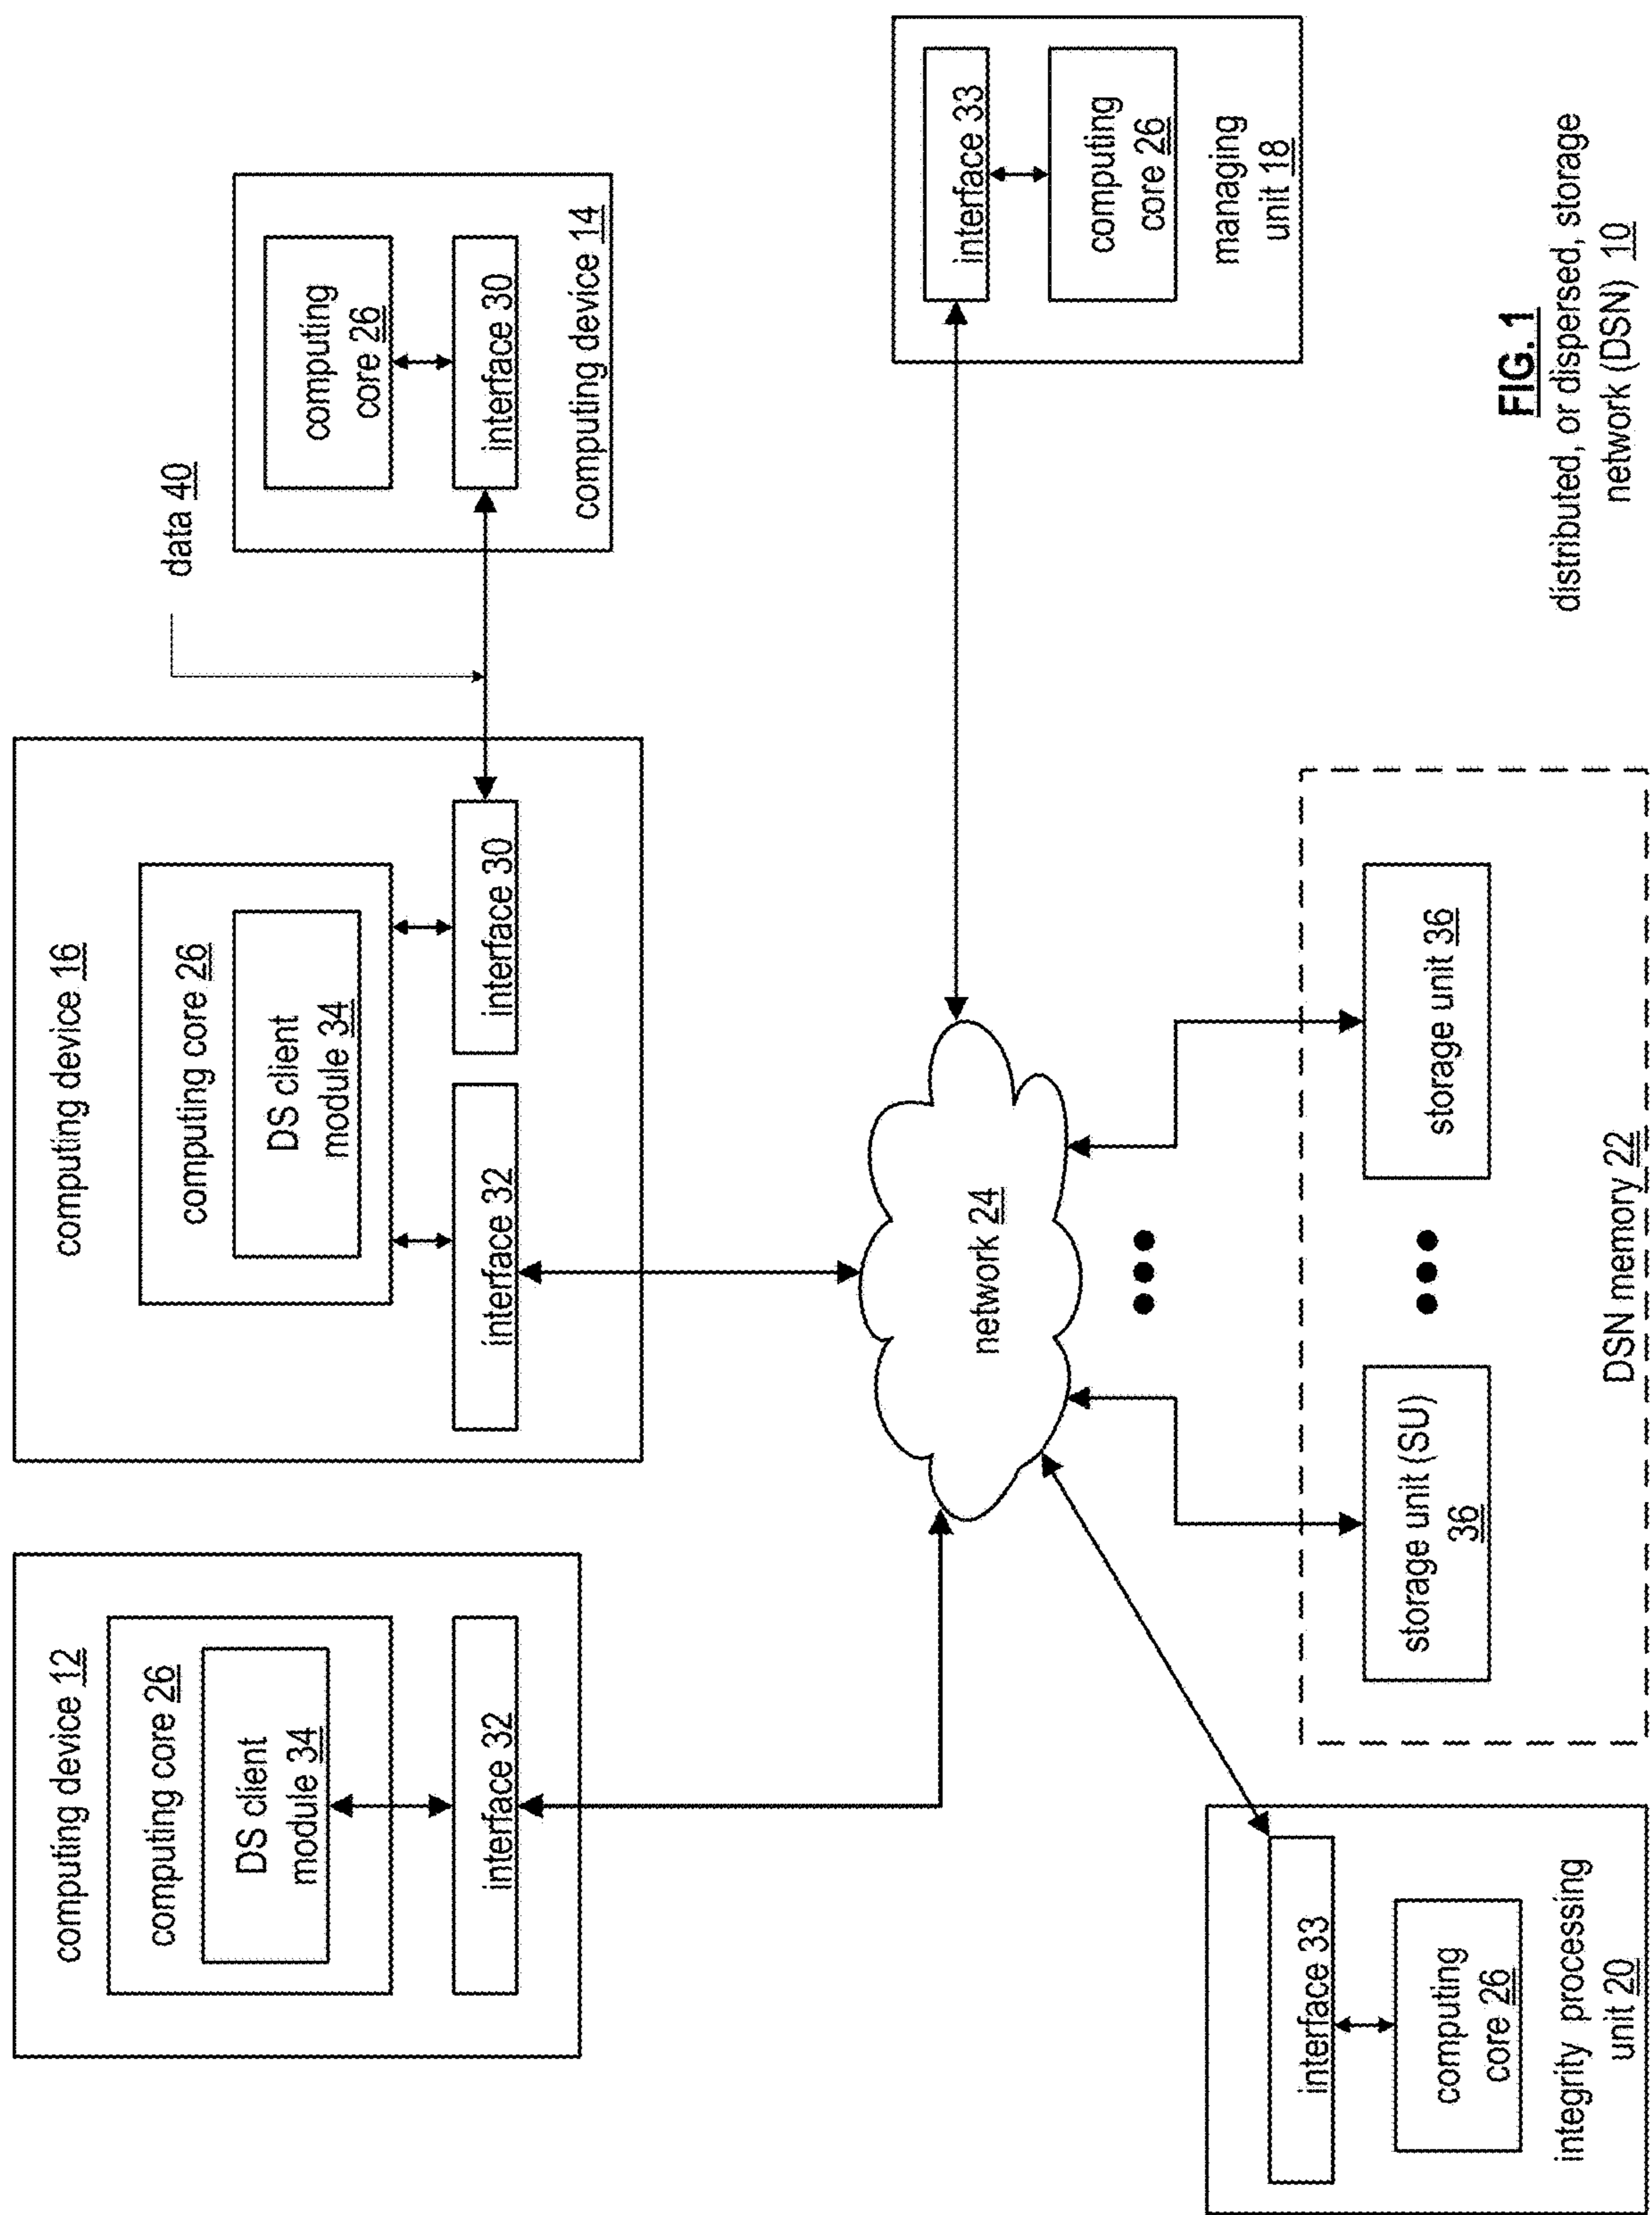 computing device 12
computing core 26
DS client
module 34
interface 32
computing device 16
computing core 26
DS client
module 34
interface 32
interface 30
data 40
computing
core 26
interface 30
computing device 14
network 24
interface 33
computing
core 26
managing
unit 18
interface 33
computing
core 26
integrity processing
unit 20
storage unit (SU)
36
storage unit 36
DSN memory 22
FIG. 1
distributed, or dispersed, storage
network (DSN) 10